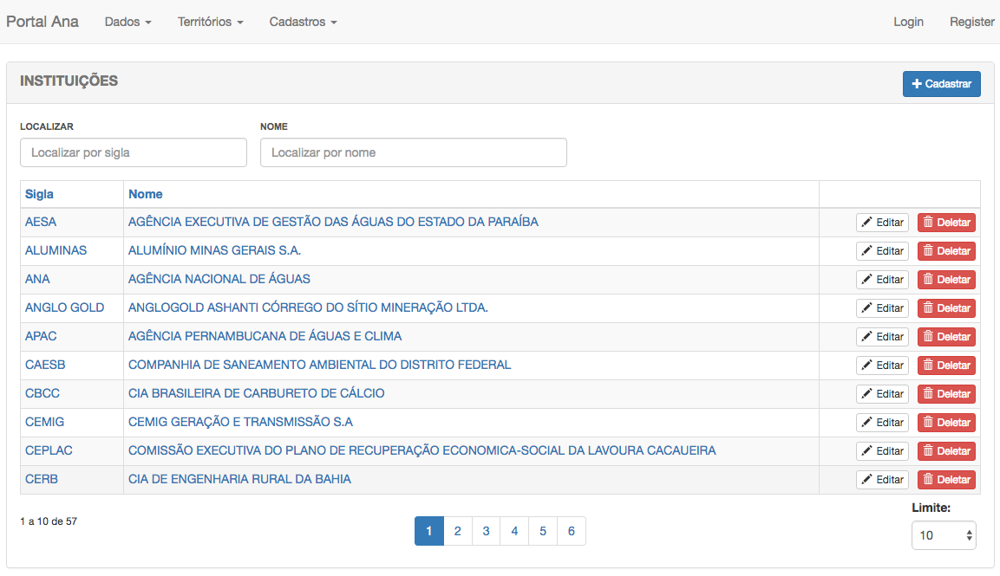 Portal Ana Dados Territórios Cadastros Login Register
INSTITUIÇÕES Cadastrar
LOCALIZAR NOME
Localizar por sigla Localizar por nome
Sigla Nome
AESA AGÊNCIA EXECUTIVA DE GESTÃO DAS ÁGUAS DO ESTADO DA PARAÍBA Editar Deletar
ALUMINAS ALUMÍNIO MINAS GERAIS S.A. Editar Deletar
ANA AGÊNCIA NACIONAL DE ÁGUAS Editar Deletar
ANGLO GOLD ANGLOGOLD ASHANTI CÓRREGO DO SÍTIO MINERAÇÃO LTDA. Editar Deletar
APAC AGÊNCIA PERNAMBUCANA DE ÁGUAS E CLIMA Editar Deletar
CAESB COMPANHIA DE SANEAMENTO AMBIENTAL DO DISTRITO FEDERAL Editar Deletar
CBCC CIA BRASILEIRA DE CARBURETO DE CÁLCIO Editar Deletar
CEMIG CEMIG GERAÇÃO E TRANSMISSÃO S.A Editar Deletar
CEPLAC COMISSÃO EXECUTIVA DO PLANO DE RECUPERAÇÃO ECONOMICA-SOCIAL DA LAVOURA CACAUEIRA Editar Deletar
CERB CIA DE ENGENHARIA RURAL DA BAHIA Editar Deletar
Limite:
1 a 10 de 57 1 2 3 4 5 6 10